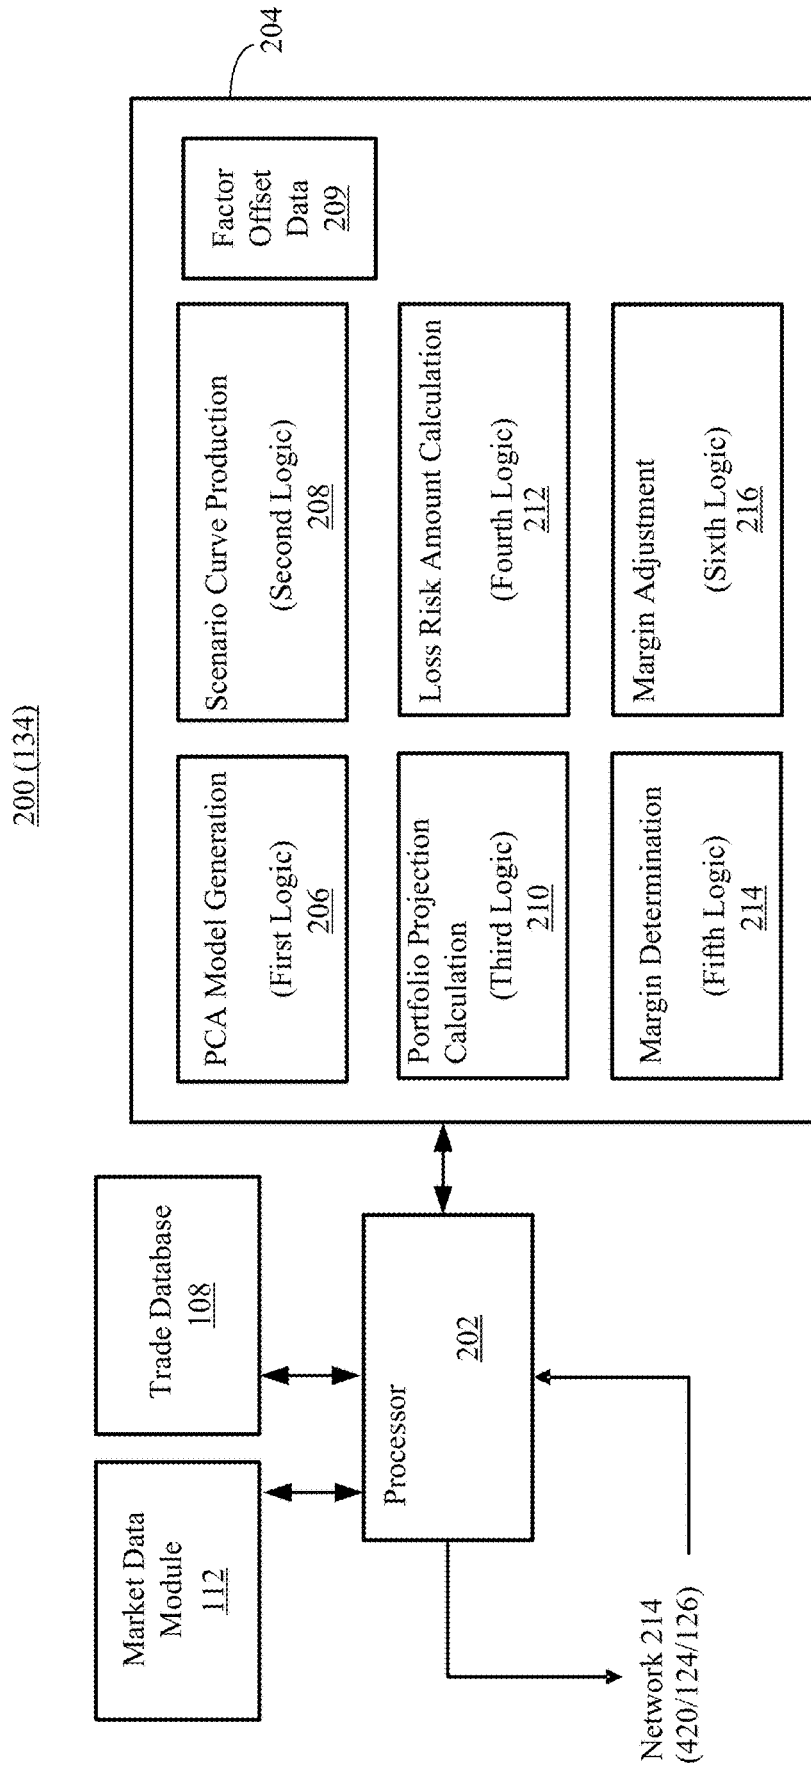 200 (134)
204
Market Data
Module
112
Trade Database
108
Processor
202
Network 214
(420/124/126)
PCA Model Generation
(First Logic)
206
Scenario Curve Production
(Second Logic)
208
Factor
Offset
Data
209
Portfolio Projection
Calculation
(Third Logic)
210
Loss Risk Amount Calculation
(Fourth Logic)
212
Margin Determination
(Fifth Logic)
214
Margin Adjustment
(Sixth Logic)
216